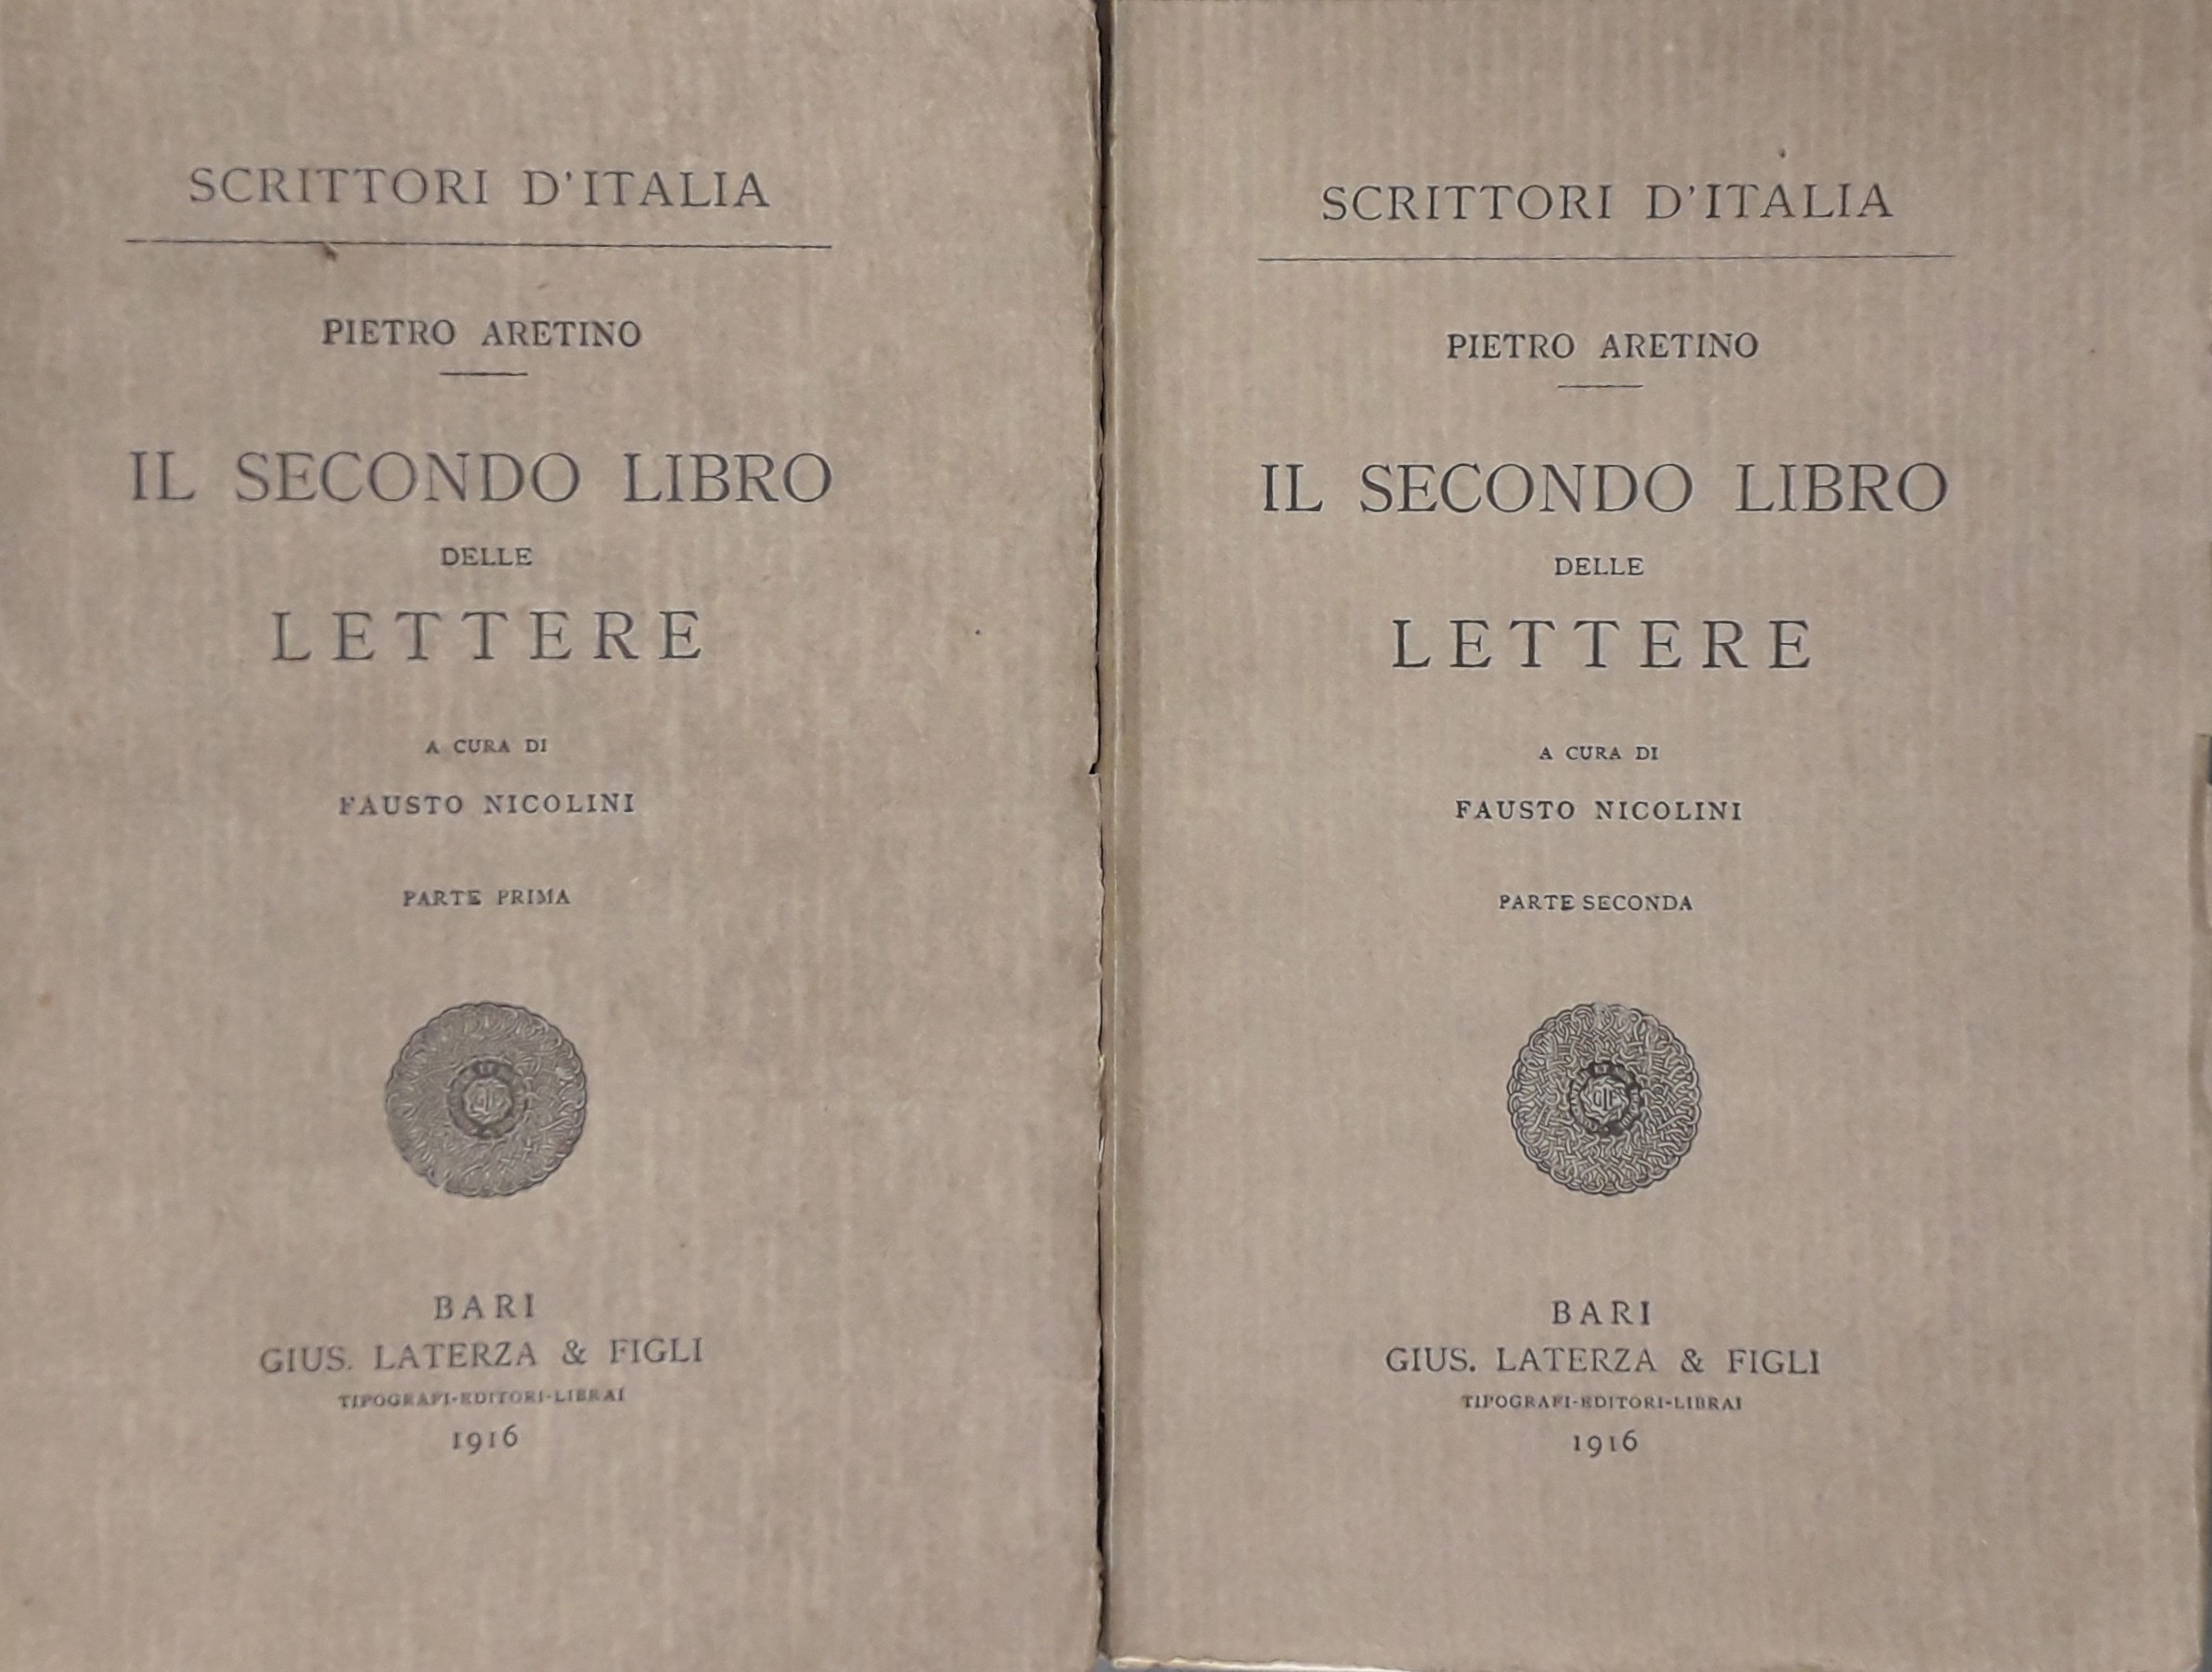 SCRITTORI D'ITALIA
PIETRO ARETINO
IL SECONDO LIBRO
DELLE
LETTERE
A CURA DI
FAUSTO NICOLINI
PARTE PRIMA
BARI
GIUS. LATERZA & FIGLI
TIPOGRAFI-EDITORI-LIBRAI
1916
SCRITTORI D'ITALIA
PIETRO ARETINO
IL SECONDO LIBRO
DELLE
LETTERE
A CURA DI
FAUSTO NICOLINI
PARTE SECONDA
BARI
GIUS. LATERZA & FIGLI
TIPOGRAFI-EDITORI-LIBRAI
1916